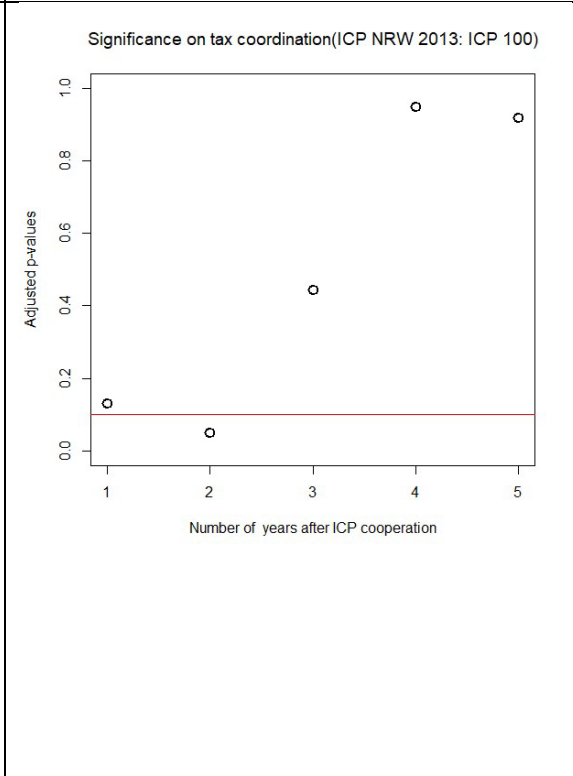 Significance on tax coordination(ICP NRW 2013: ICP 100)
Adjusted p-values
1.0
0.8
0.6
0.4
0.2
0.0
1 2 3 4 5
Number of years after ICP cooperation